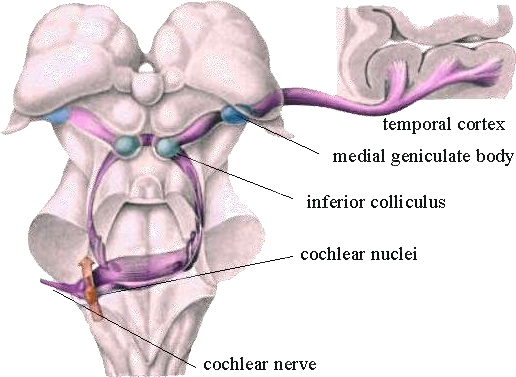 temporal cortex
medial geniculate body
inferior colliculus
cochlear nuclei
cochlear nerve